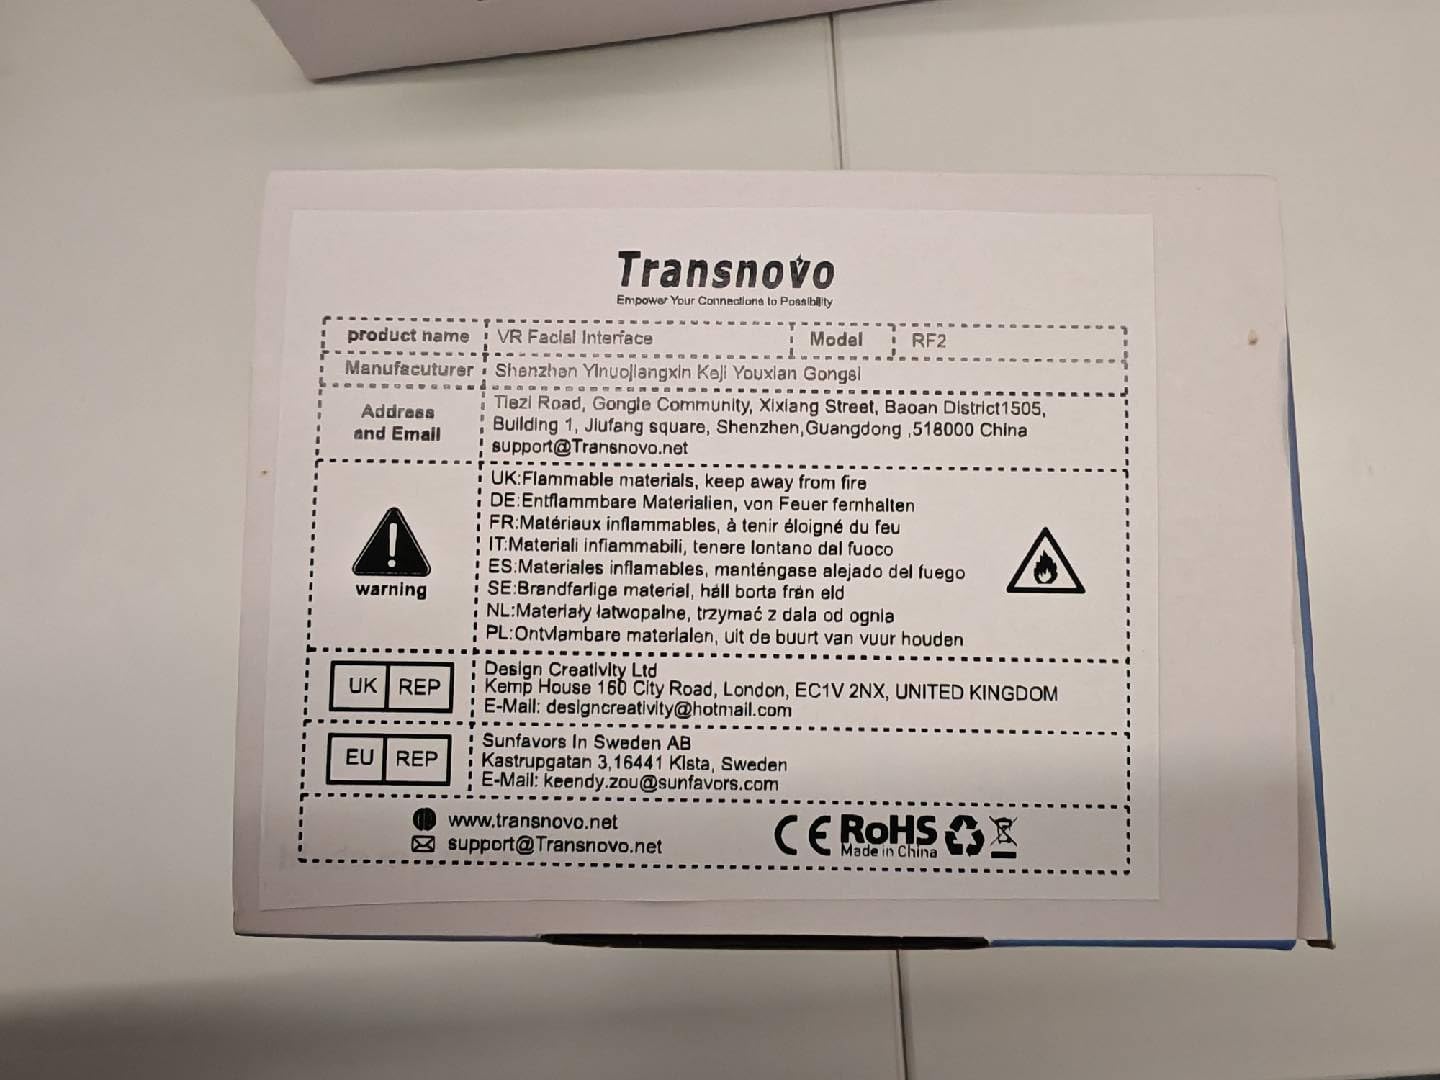 Transnovo
Empower Your Connections to Possibility
product name VR Facial Interface Model RF2
Manufacuturer Shenzhen Yinuojiangxin Keji Youxian Gongsi
Address and Email
Tiezi Road, Gongle Community, Xixiang Street, Baoan District1505,
Building 1, Jiufang square, Shenzhen,Guangdong ,518000 China
support@Transnovo.net
warning
UK:Flammable materials, keep away from fire
DE:Entflammbare Materialien, von Feuer fernhalten
FR:Matériaux inflammables, à tenir éloigné du feu
IT:Materiali infiammabili, tenere lontano dal fuoco
ES:Materiales inflamables, manténgase alejado del fuego
SE:Brandfarliga material, håll borta från eld
NL:Materiały łatwopalne, trzymać z dala od ognia
PL:Ontvlambare materialen, uit de buurt van vuur houden
UK REP
Design Creativity Ltd
Kemp House 160 City Road, London, EC1V 2NX, UNITED KINGDOM
E-Mail: designcreativity@hotmail.com
EU REP
Sunfavors In Sweden AB
Kastrupgatan 3,16441 Kista, Sweden
E-Mail: keendy.zou@sunfavors.com
www.transnovo.net
support@Transnovo.net
CE RoHS
Made in China